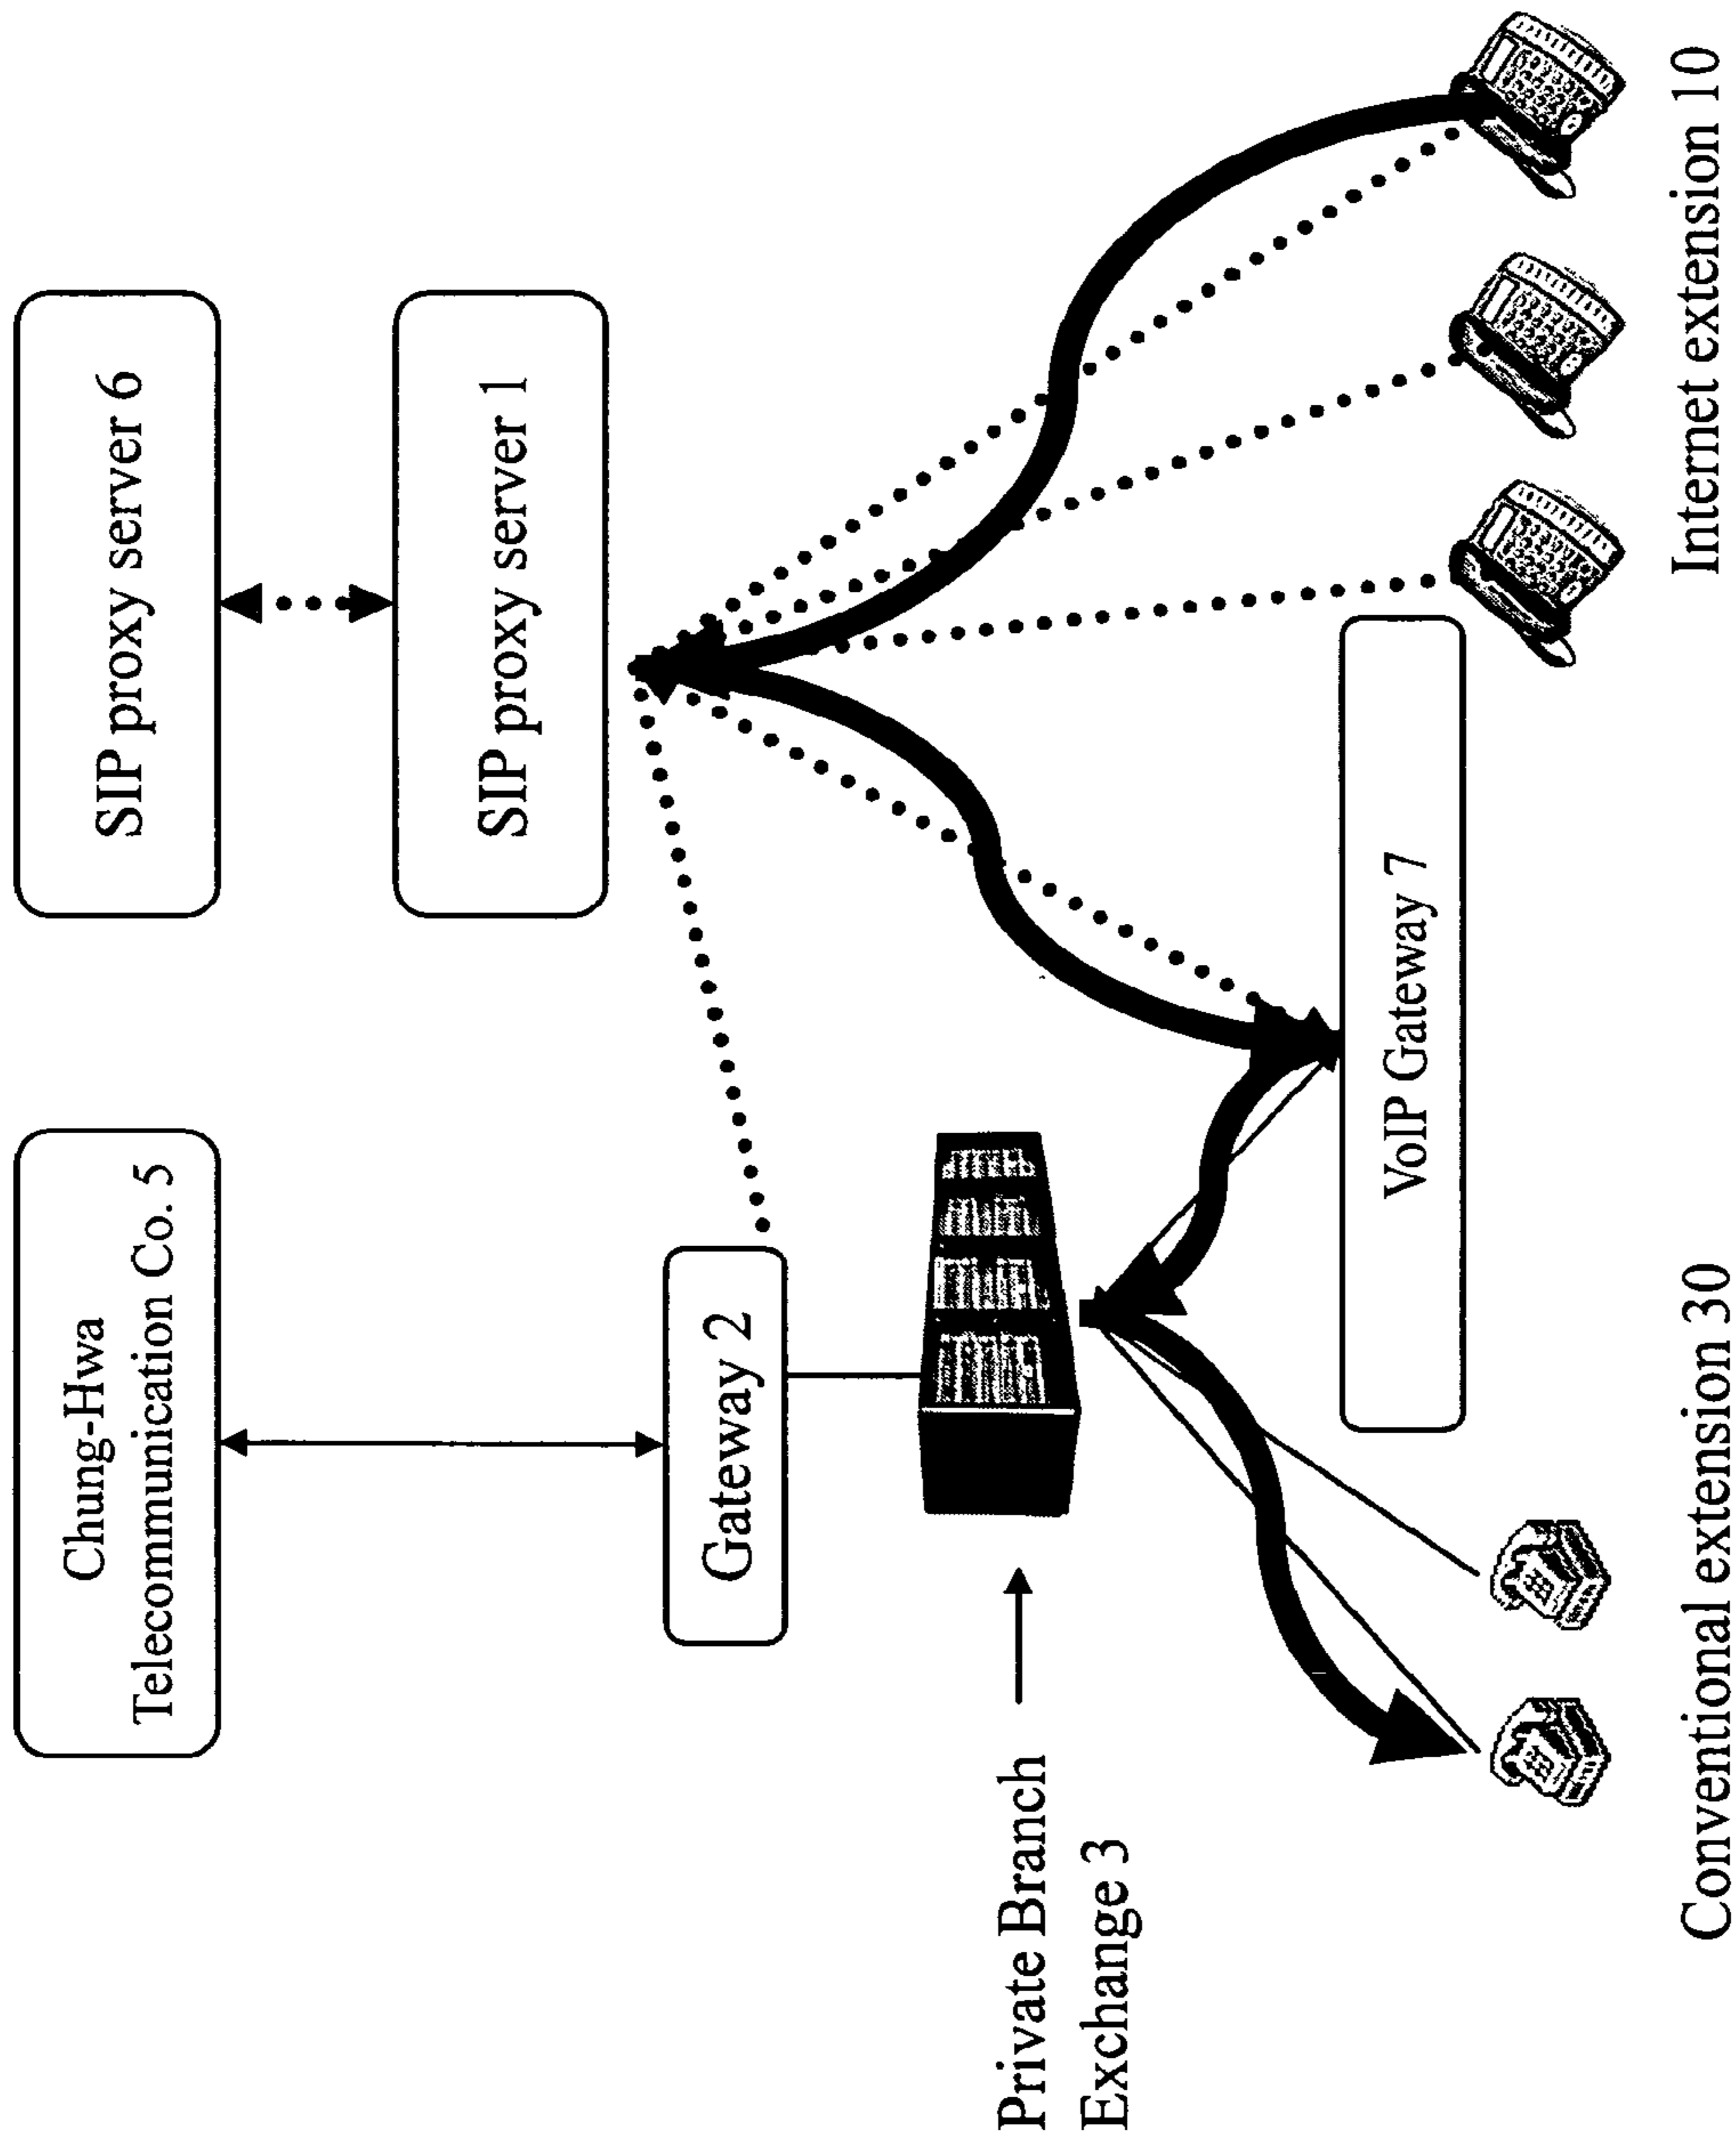 Chung-Hwa
Telecommunication Co. 5
SIP proxy server 6
SIP proxy server 1
Gateway 2
Private Branch
Exchange 3
VoIP Gateway 7
Conventional extension 30
Internet extension 10